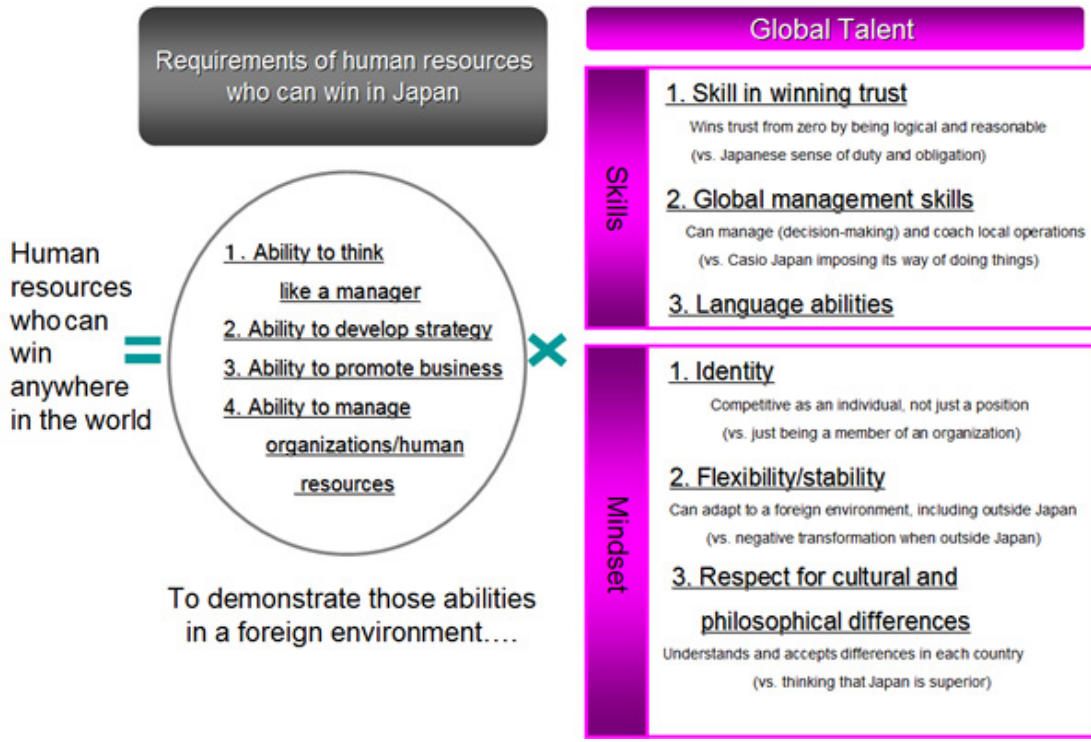 Requirements of human resources
who can win in Japan
Human
resources
who can
win
anywhere
in the world
=
1. Ability to think
like a manager
2. Ability to develop strategy
3. Ability to promote business
4. Ability to manage
organizations/human
resources
×
To demonstrate those abilities
in a foreign environment....
Global Talent
Skills
1. Skill in winning trust
Wins trust from zero by being logical and reasonable
(vs. Japanese sense of duty and obligation)
2. Global management skills
Can manage (decision-making) and coach local operations
(vs. Casio Japan imposing its way of doing things)
3. Language abilities
Mindset
1. Identity
Competitive as an individual, not just a position
(vs. just being a member of an organization)
2. Flexibility/stability
Can adapt to a foreign environment, including outside Japan
(vs. negative transformation when outside Japan)
3. Respect for cultural and
philosophical differences
Understands and accepts differences in each country
(vs. thinking that Japan is superior)